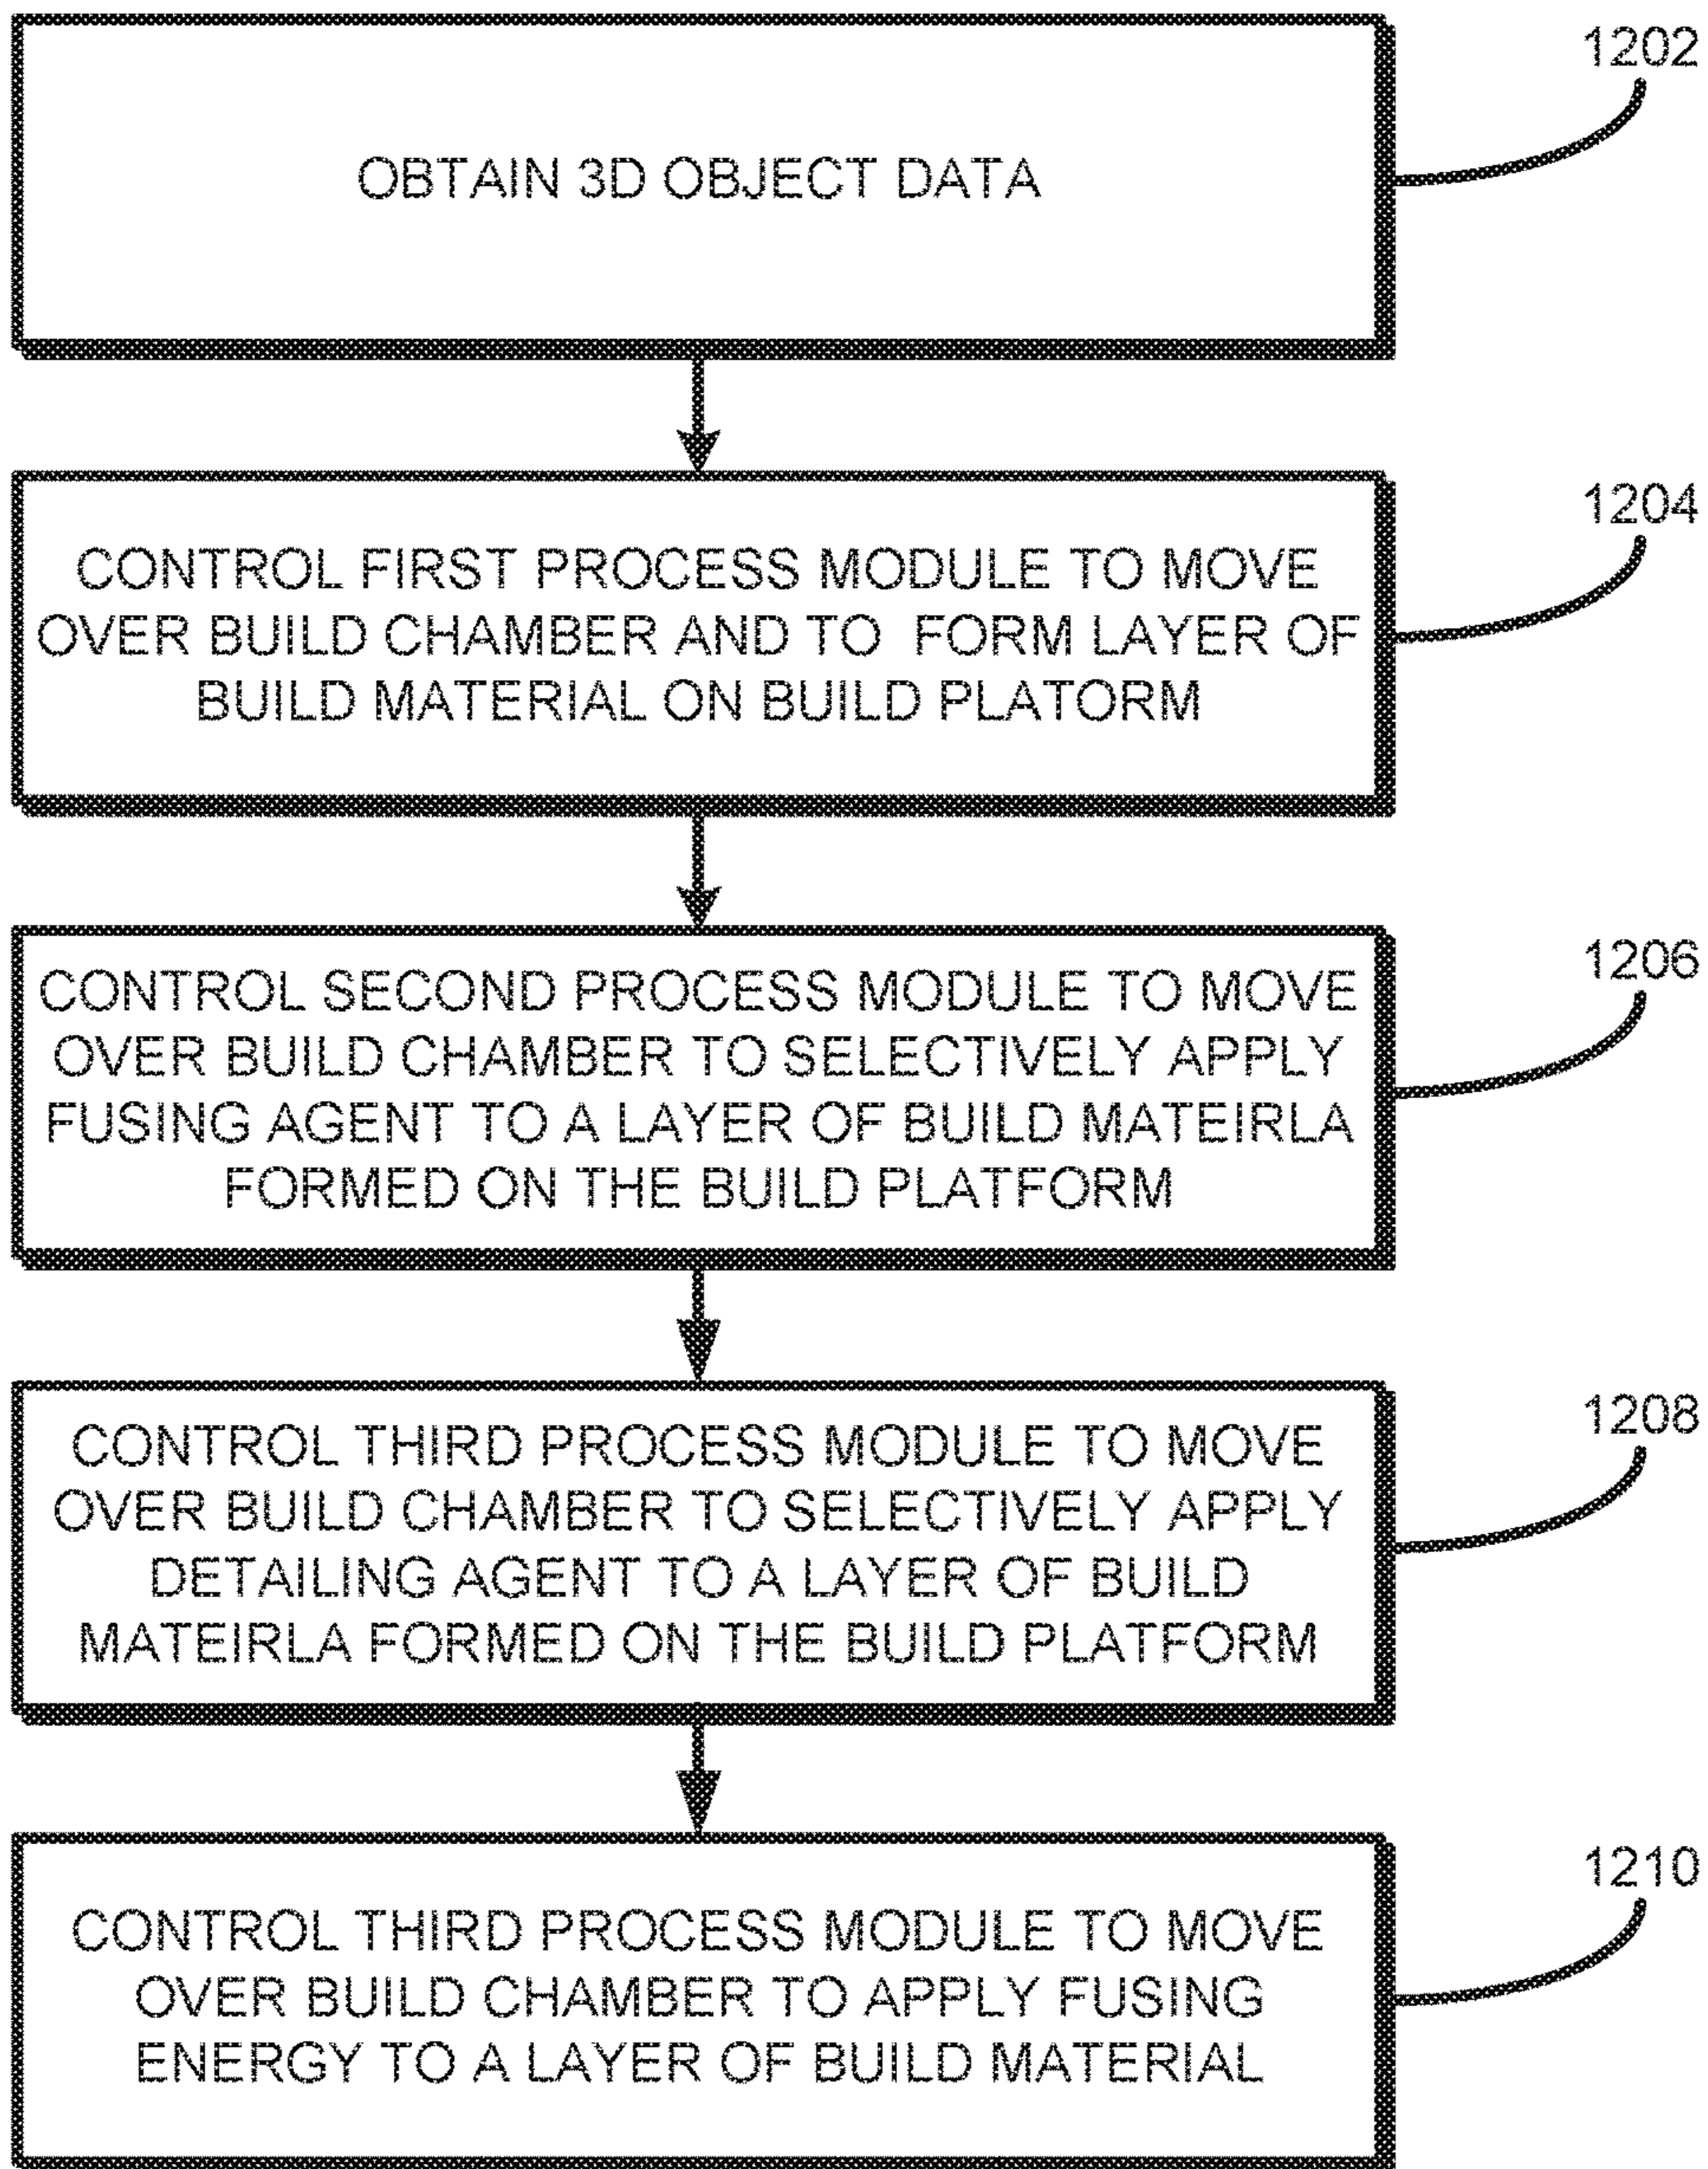 OBTAIN 3D OBJECT DATA
1202
CONTROL FIRST PROCESS MODULE TO MOVE
OVER BUILD CHAMBER AND TO FORM LAYER OF
BUILD MATERIAL ON BUILD PLATORM
1204
CONTROL SECOND PROCESS MODULE TO MOVE
OVER BUILD CHAMBER TO SELECTIVELY APPLY
FUSING AGENT TO A LAYER OF BUILD MATEIRLA
FORMED ON THE BUILD PLATFORM
1206
CONTROL THIRD PROCESS MODULE TO MOVE
OVER BUILD CHAMBER TO SELECTIVELY APPLY
DETAILING AGENT TO A LAYER OF BUILD
MATEIRLA FORMED ON THE BUILD PLATFORM
1208
CONTROL THIRD PROCESS MODULE TO MOVE
OVER BUILD CHAMBER TO APPLY FUSING
ENERGY TO A LAYER OF BUILD MATERIAL
1210